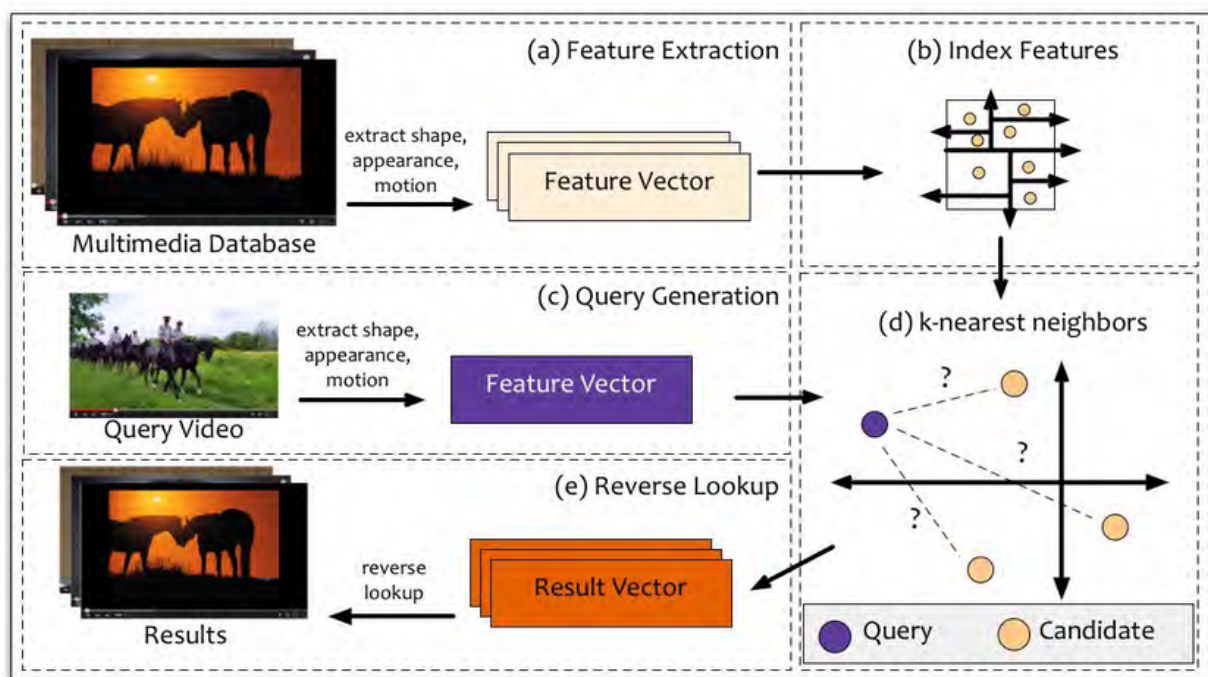 (a) Feature Extraction
extract shape,
appearance,
motion
Feature Vector
Multimedia Database
(b) Index Features
(c) Query Generation
extract shape,
appearance,
motion
Feature Vector
Query Video
(d) k-nearest neighbors
?
?
?
Query
Candidate
(e) Reverse Lookup
reverse
lookup
Result Vector
Results